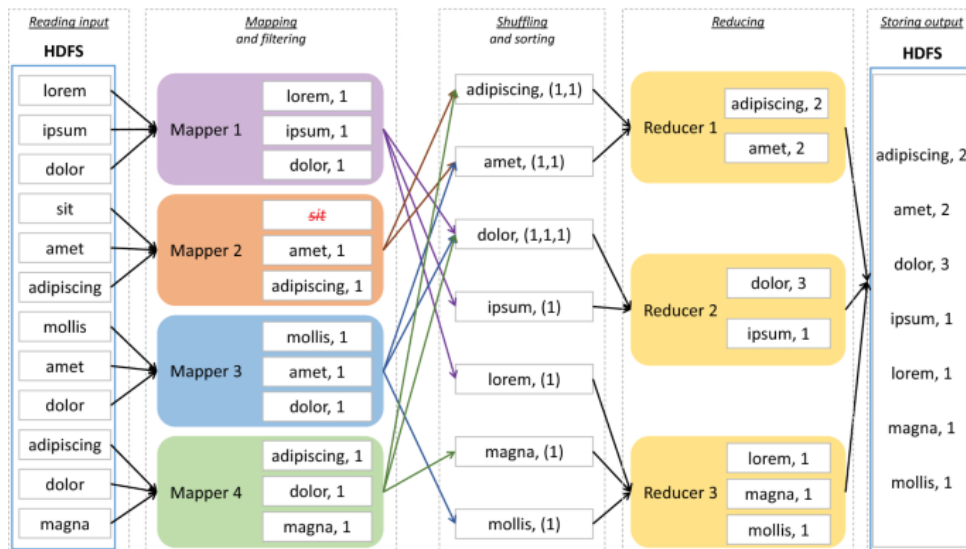 Reading input
HDFS
lorem
ipsum
dolor
sit
amet
adipiscing
mollis
amet
dolor
adipiscing
dolor
magna
Mapping
and filtering
Mapper 1
lorem, 1
ipsum, 1
dolor, 1
Mapper 2
sit
amet, 1
adipiscing, 1
Mapper 3
mollis, 1
amet, 1
dolor, 1
Mapper 4
adipiscing, 1
dolor, 1
magna, 1
Shuffling
and sorting
adipiscing, (1,1)
amet, (1,1)
dolor, (1,1,1)
ipsum, (1)
lorem, (1)
magna, (1)
mollis, (1)
Reducing
Reducer 1
adipiscing, 2
amet, 2
Reducer 2
dolor, 3
ipsum, 1
Reducer 3
lorem, 1
magna, 1
mollis, 1
Storing output
HDFS
adipiscing, 2
amet, 2
dolor, 3
ipsum, 1
lorem, 1
magna, 1
mollis, 1